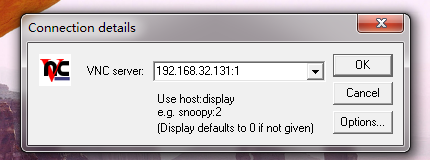 Connection details
VNC
VNC server: 192.168.32.131:1
OK
Use host:display
Cancel
e.g. snoopy:2
(Display defaults to 0 if not given)
Options...